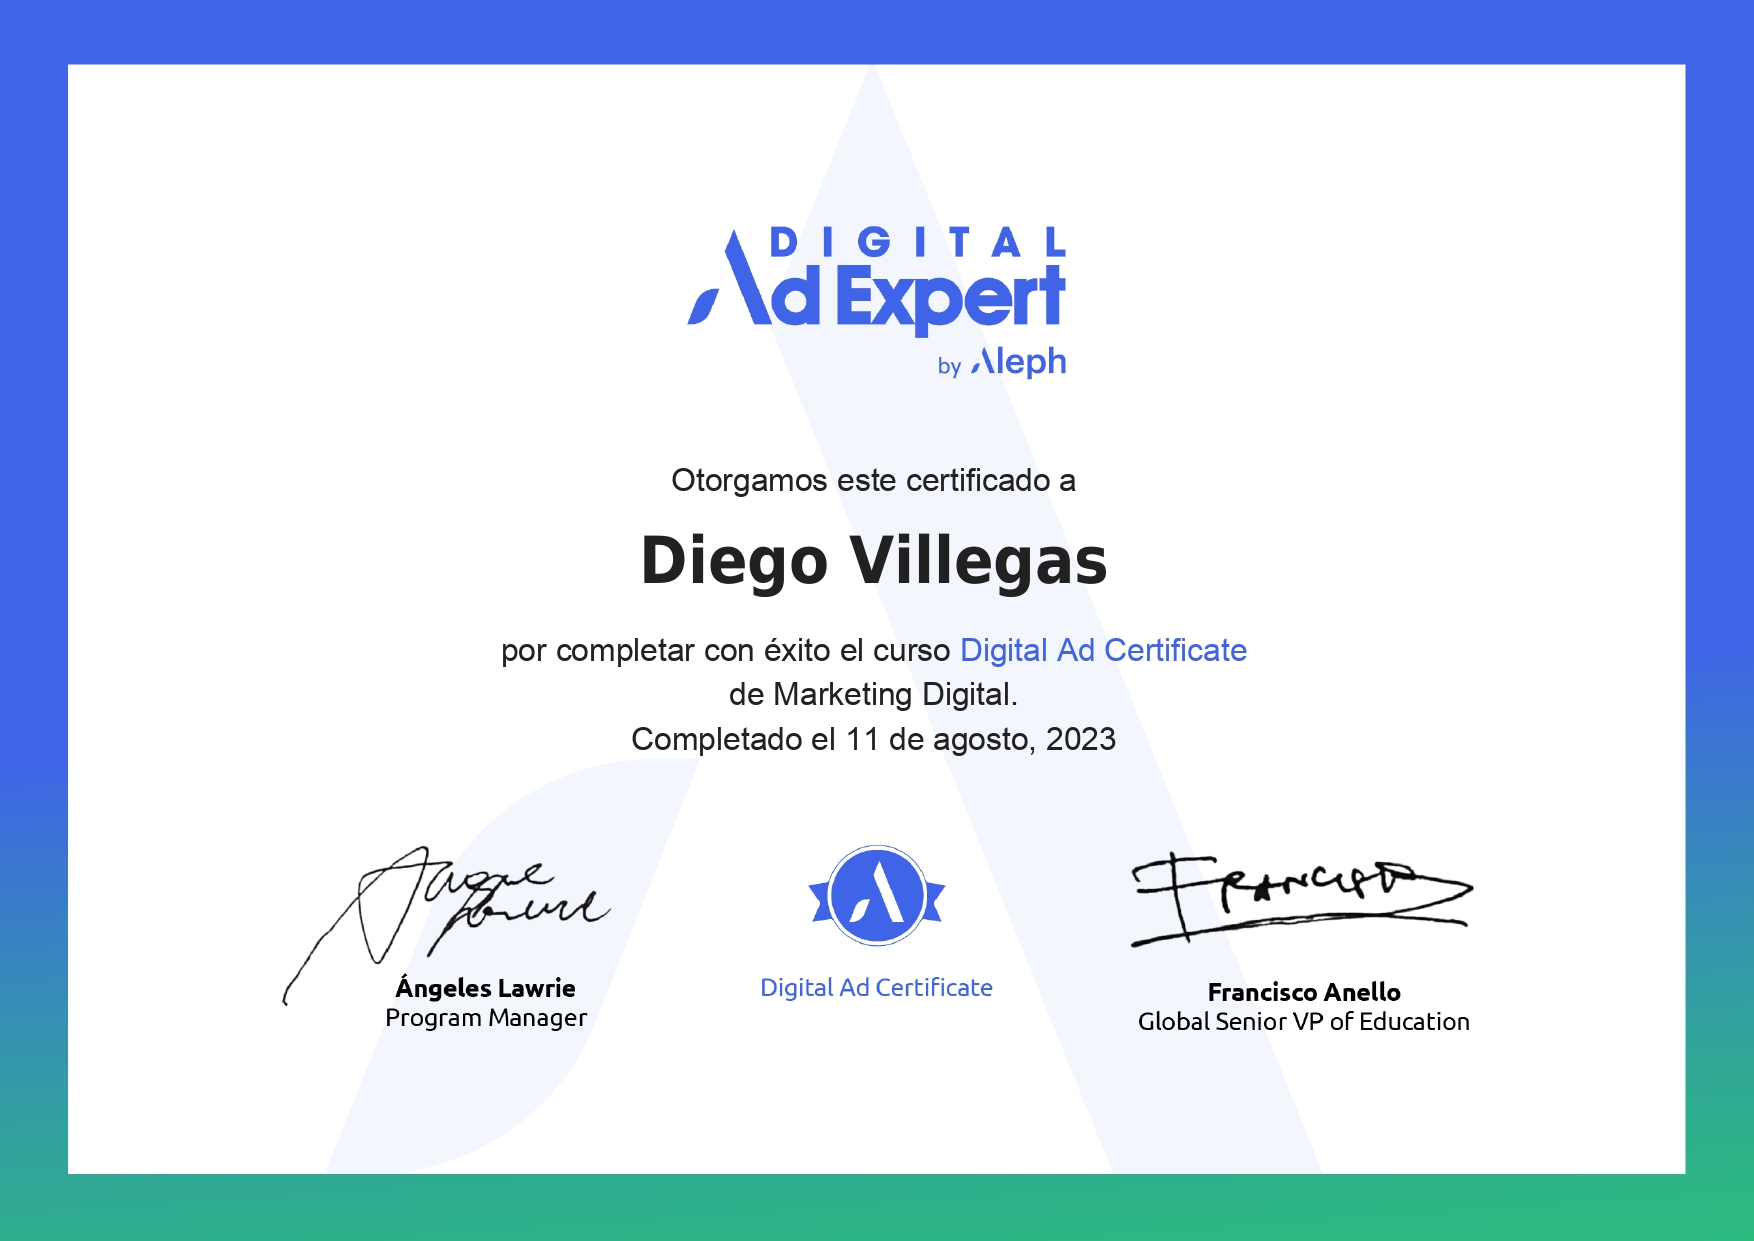 DIGITAL
Ad Expert
by Aleph
Otorgamos este certificado a
Diego Villegas
por completar con éxito el curso Digital Ad Certificate
de Marketing Digital.
Completado el 11 de agosto, 2023
Francisco
Ángeles Lawrie
Program Manager
Digital Ad Certificate
Francisco Anello
Global Senior VP of Education